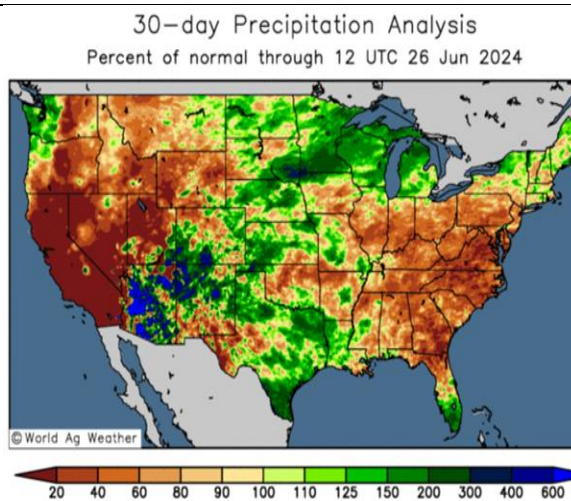 30-day Precipitation Analysis
Percent of normal through 12 UTC 26 Jun 2024
© World Ag Weather
20 40 60 80 90 100 110 125 150 200 300 400 600